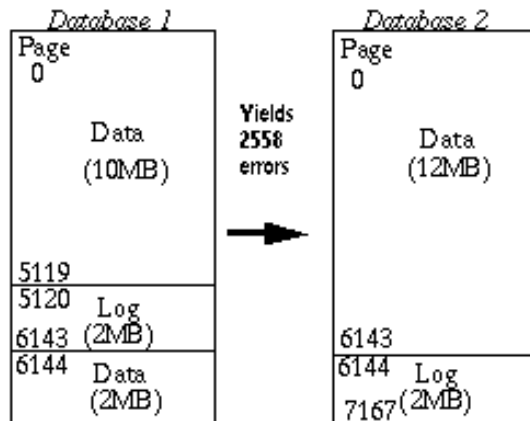 Database 1
Page
0
Data
(10MB)
5119
5120
Log
6143 (2MB)
6144
Data
(2MB)
Yields
2558
errors
Database 2
Page
0
Data
(12MB)
6143
6144
Log
7167 (2MB)